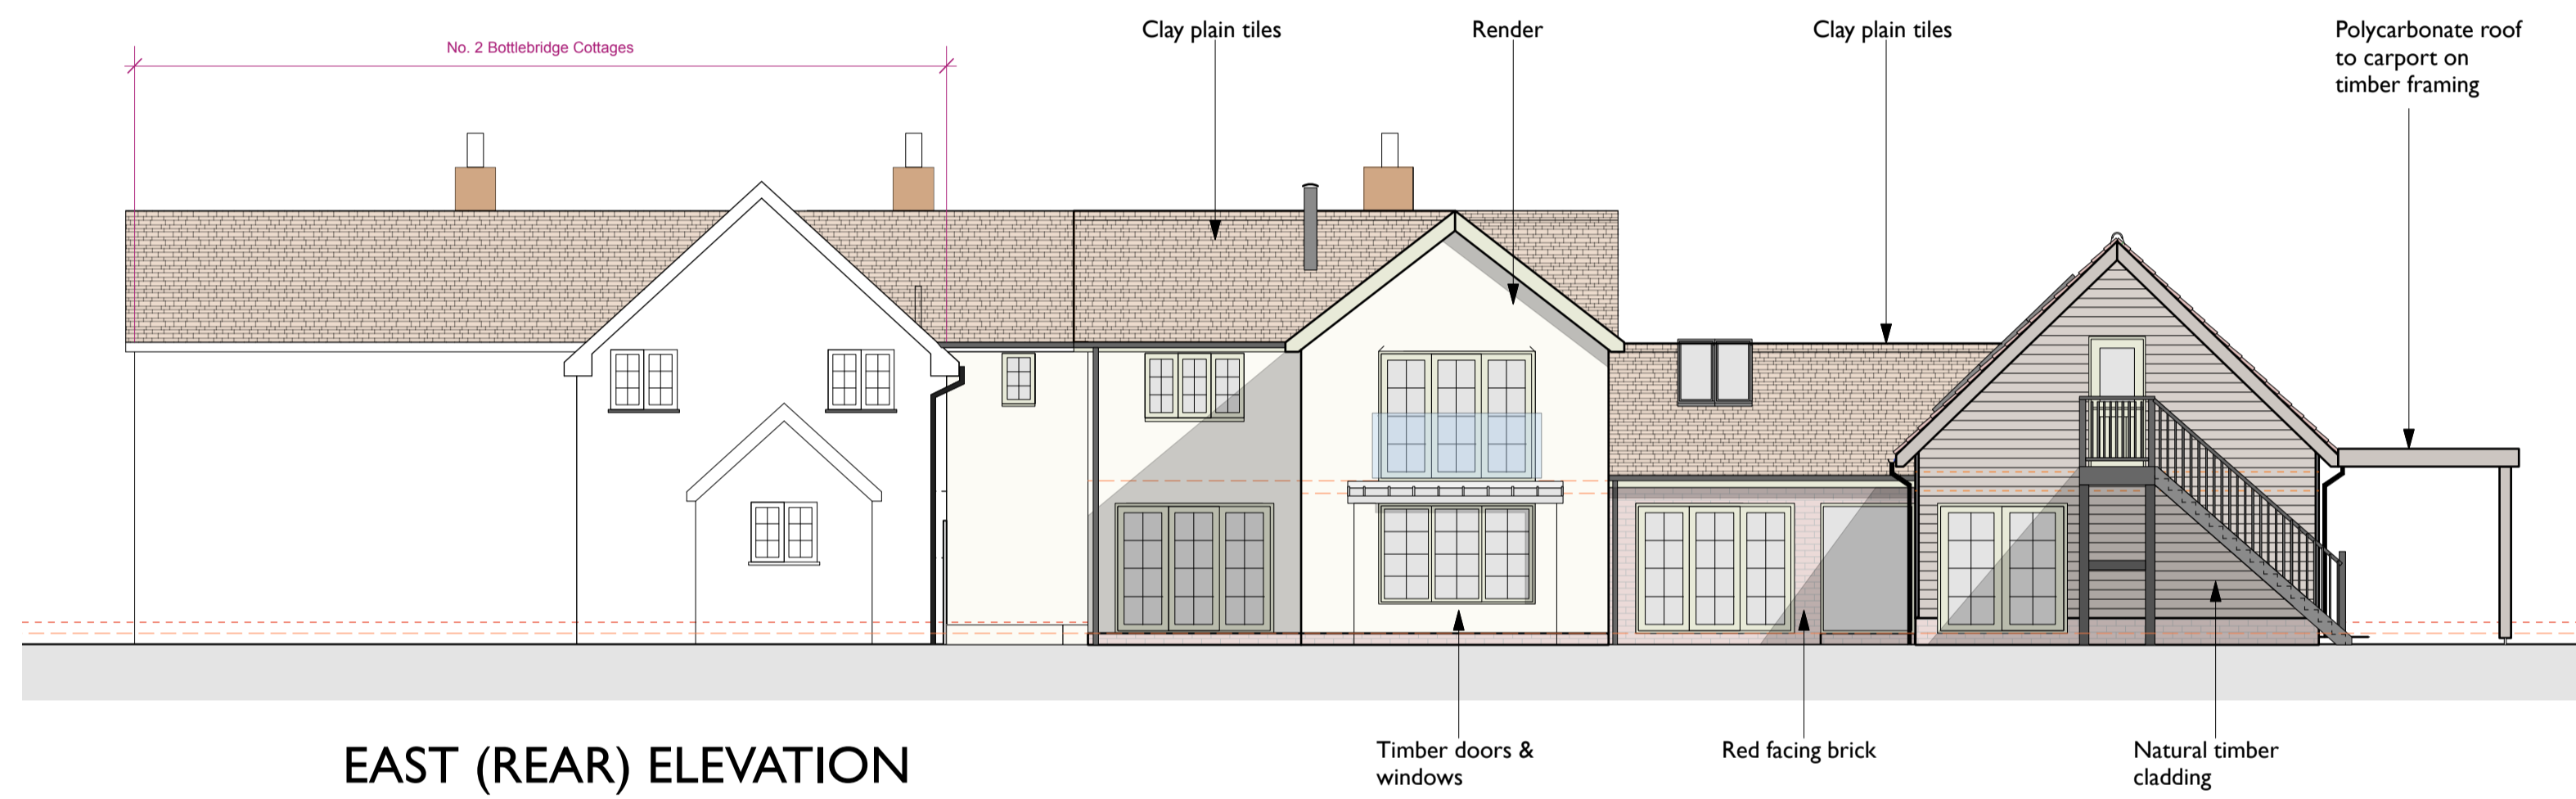 No. 2 Bottlebridge Cottages
Clay plain tiles
Render
Clay plain tiles
Polycarbonate roof
to carport on
timber framing
Timber doors &
windows
Red facing brick
Natural timber
cladding
EAST (REAR) ELEVATION